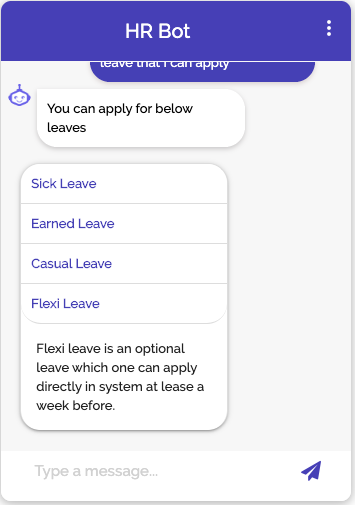 HR Bot
leave that I can apply
You can apply for below
leaves
Sick Leave
Earned Leave
Casual Leave
Flexi Leave
Flexi leave is an optional
leave which one can apply
directly in system at lease a
week before.
Type a message...